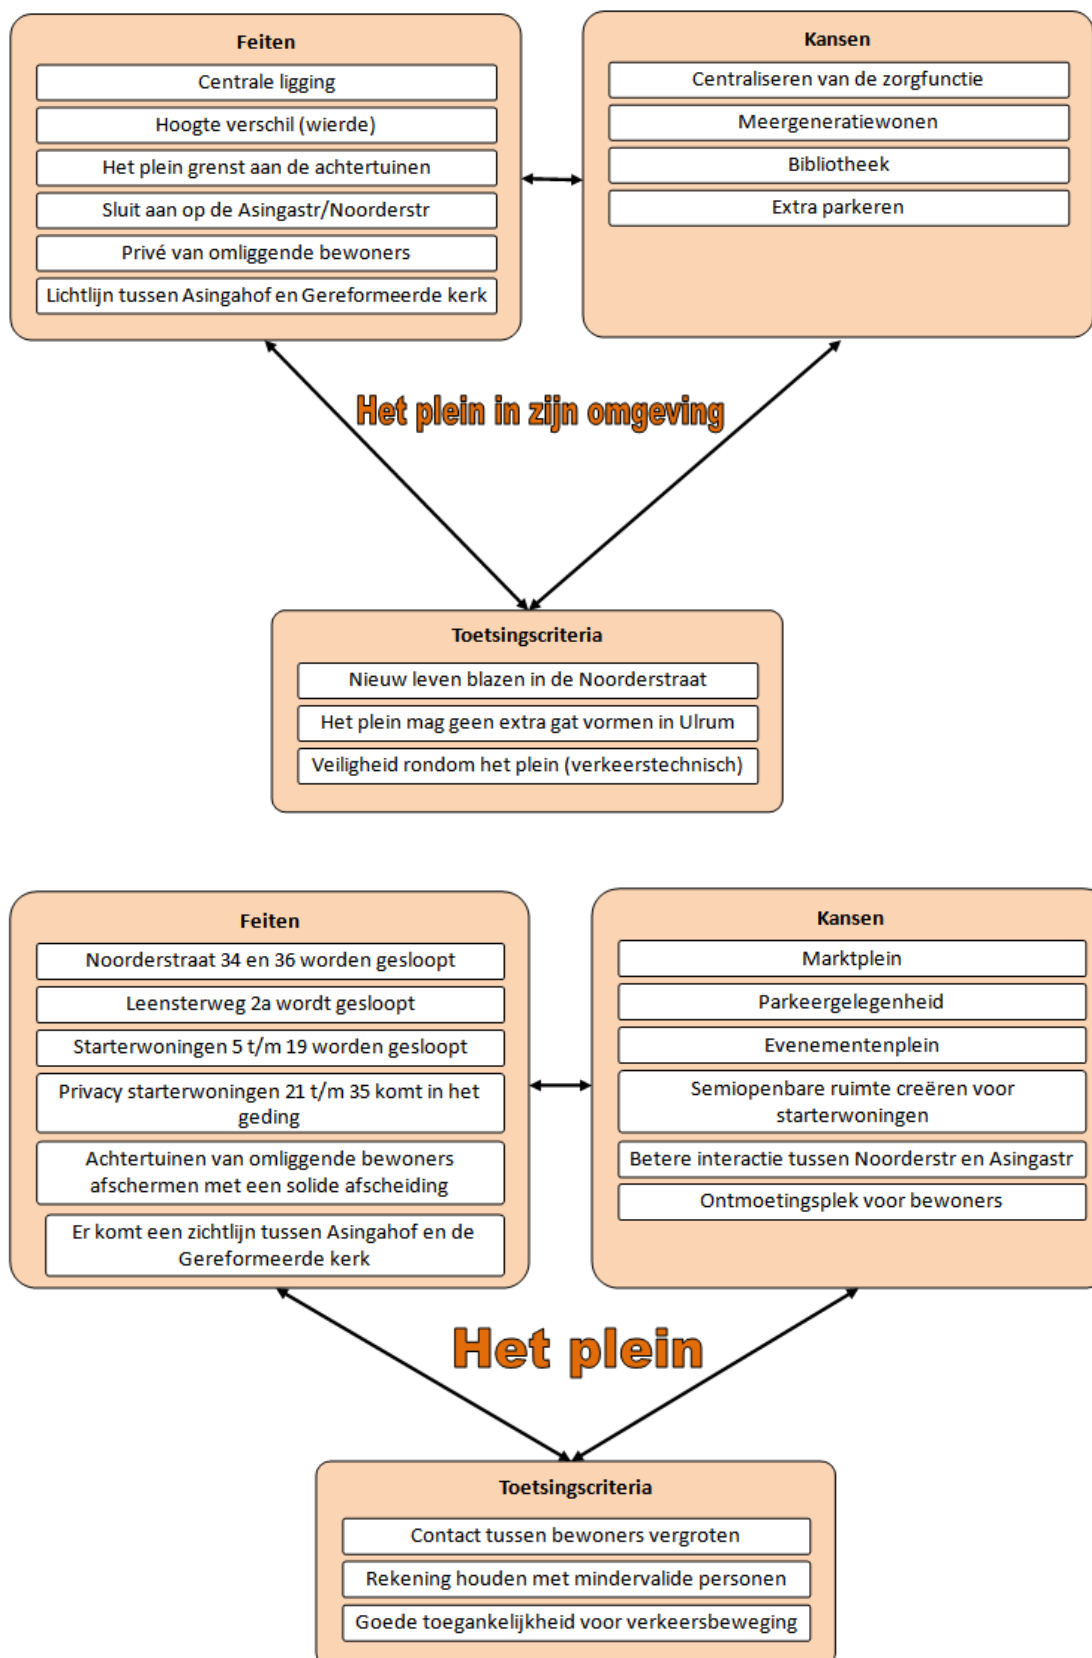 Feiten
Centrale ligging
Hoogte verschil (wierde)
Het plein grenst aan de achtertuinen
Sluit aan op de Asingastr/Noorderstr
Privé van omliggende bewoners
Lichtlijn tussen Asingahof en Gereformeerde kerk
Kansen
Centraliseren van de zorgfunctie
Meergeneratiewonen
Bibliotheek
Extra parkeren
Het plein in zijn omgeving
Toetsingscriteria
Nieuw leven blazen in de Noorderstraat
Het plein mag geen extra gat vormen in Ulrum
Veiligheid rondom het plein (verkeerstechnisch)
Feiten
Noorderstraat 34 en 36 worden gesloopt
Leensterweg 2a wordt gesloopt
Starterwoningen 5 t/m 19 worden gesloopt
Privacy starterwoningen 21 t/m 35 komt in het
geding
Achtertuinen van omliggende bewoners
afschermen met een solide afscheiding
Er komt een zichtlijn tussen Asingahof en de
Gereformeerde kerk
Kansen
Marktplein
Parkeergelegenheid
Evenementenplein
Semiopenbare ruimte creëren voor
starterwoningen
Betere interactie tussen Noorderstr en Asingastr
Ontmoetingsplek voor bewoners
Het plein
Toetsingscriteria
Contact tussen bewoners vergroten
Rekening houden met mindervalide personen
Goede toegankelijkheid voor verkeersbeweging